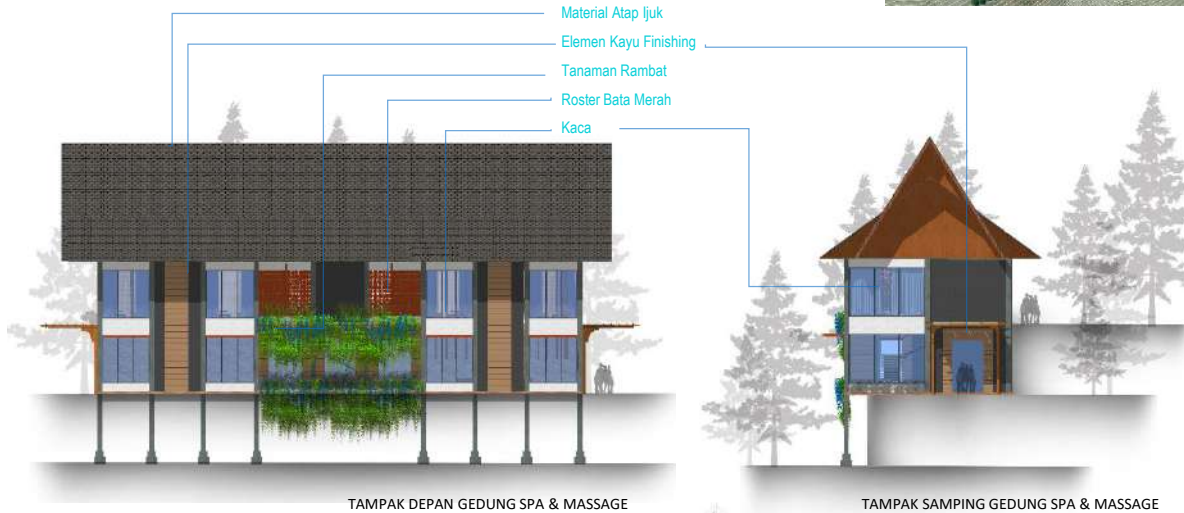 Material Atap Ijuk
Elemen Kayu Finishing
Tanaman Rambat
Roster Bata Merah
Kaca
TAMPAK DEPAN GEDUNG SPA & MASSAGE
TAMPAK SAMPING GEDUNG SPA & MASSAGE